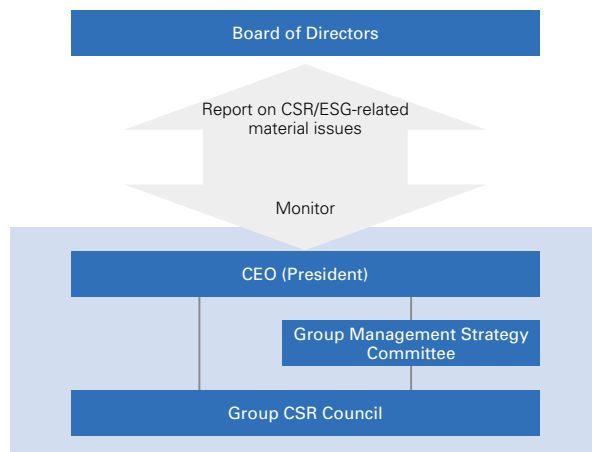 Board of Directors
Report on CSR/ESG-related
material issues
Monitor
CEO (President)
Group Management Strategy
Committee
Group CSR Council